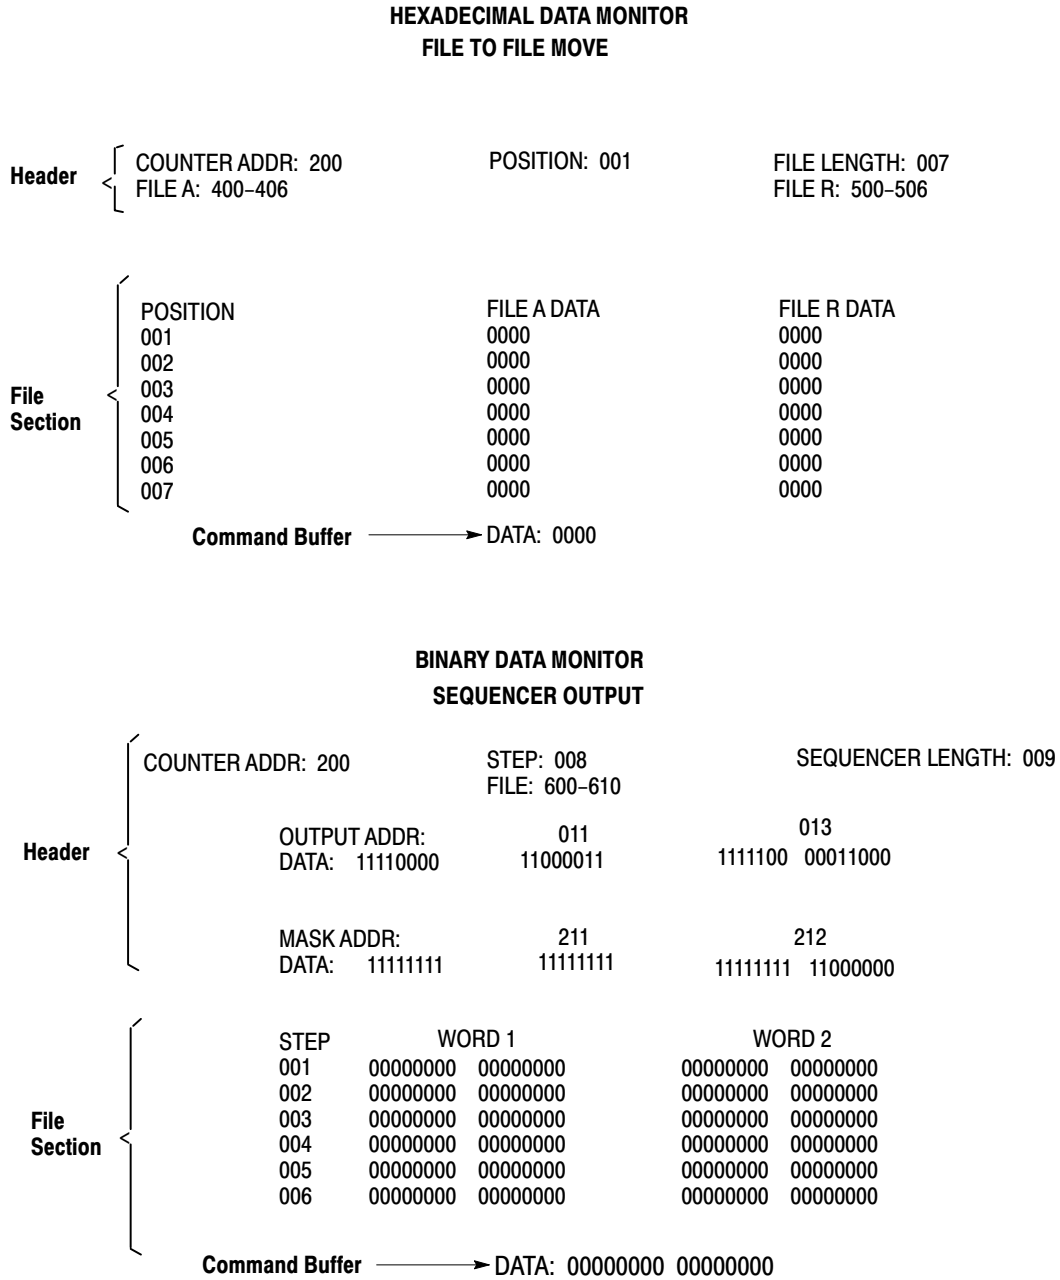 HEXADECIMAL DATA MONITOR
FILE TO FILE MOVE
Header
COUNTER ADDR: 200 POSITION: 001 FILE LENGTH: 007
FILE A: 400–406 FILE R: 500–506
File Section
POSITION FILE A DATA FILE R DATA
001 0000 0000
002 0000 0000
003 0000 0000
004 0000 0000
005 0000 0000
006 0000 0000
007 0000 0000
Command Buffer DATA: 0000
BINARY DATA MONITOR
SEQUENCER OUTPUT
Header
COUNTER ADDR: 200 STEP: 008 SEQUENCER LENGTH: 009
FILE: 600–610
OUTPUT ADDR: 011 013
DATA: 11110000 11000011 1111100 00011000
MASK ADDR: 211 212
DATA: 11111111 11111111 11111111 11000000
File Section
STEP WORD 1 WORD 2
001 00000000 00000000 00000000 00000000
002 00000000 00000000 00000000 00000000
003 00000000 00000000 00000000 00000000
004 00000000 00000000 00000000 00000000
005 00000000 00000000 00000000 00000000
006 00000000 00000000 00000000 00000000
Command Buffer DATA: 00000000 00000000